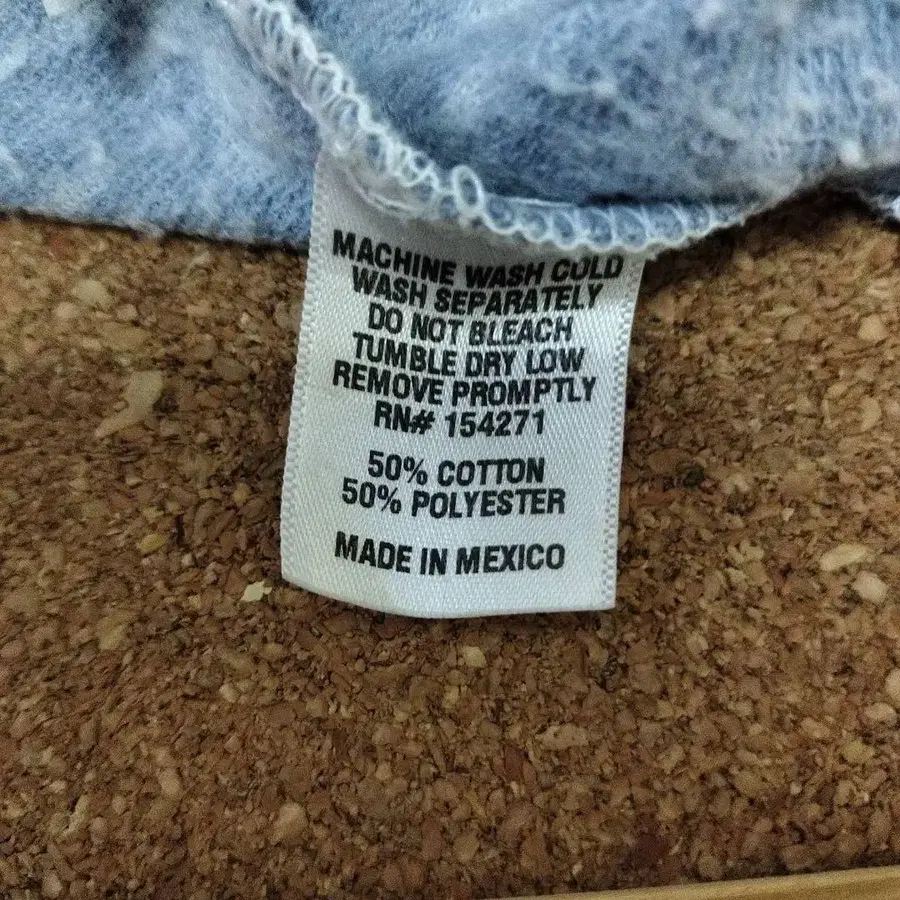 MACHINE WASH COLD
WASH SEPARATELY
DO NOT BLEACH
TUMBLE DRY LOW
REMOVE PROMPTLY
RN# 154271
50% COTTON
50% POLYESTER
MADE IN MEXICO